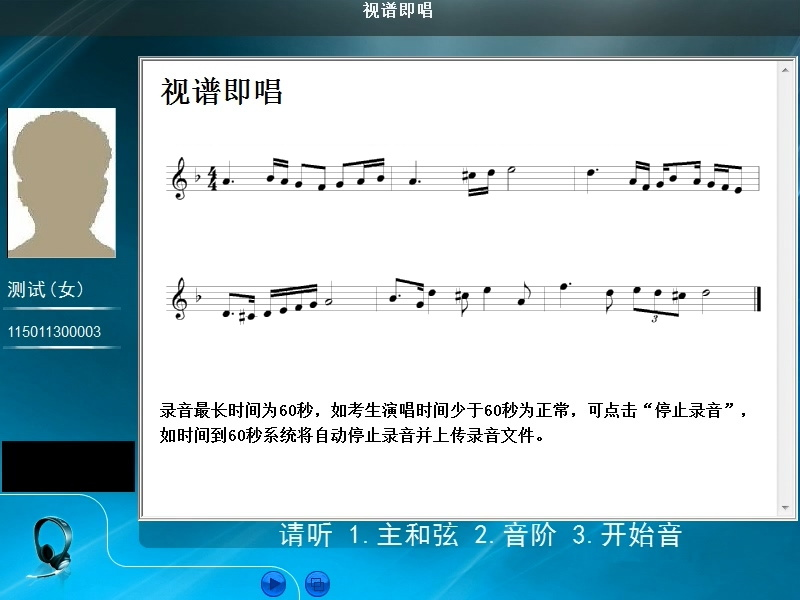 视谱即唱
视谱即唱
4
4
3
测试(女)
115011300003
录音最长时间为60秒，如考生演唱时间少于60秒为正常，可点击“停止录音”，
如时间到60秒系统将自动停止录音并上传录音文件。
请听 1.主和弦 2.音阶 3.开始音